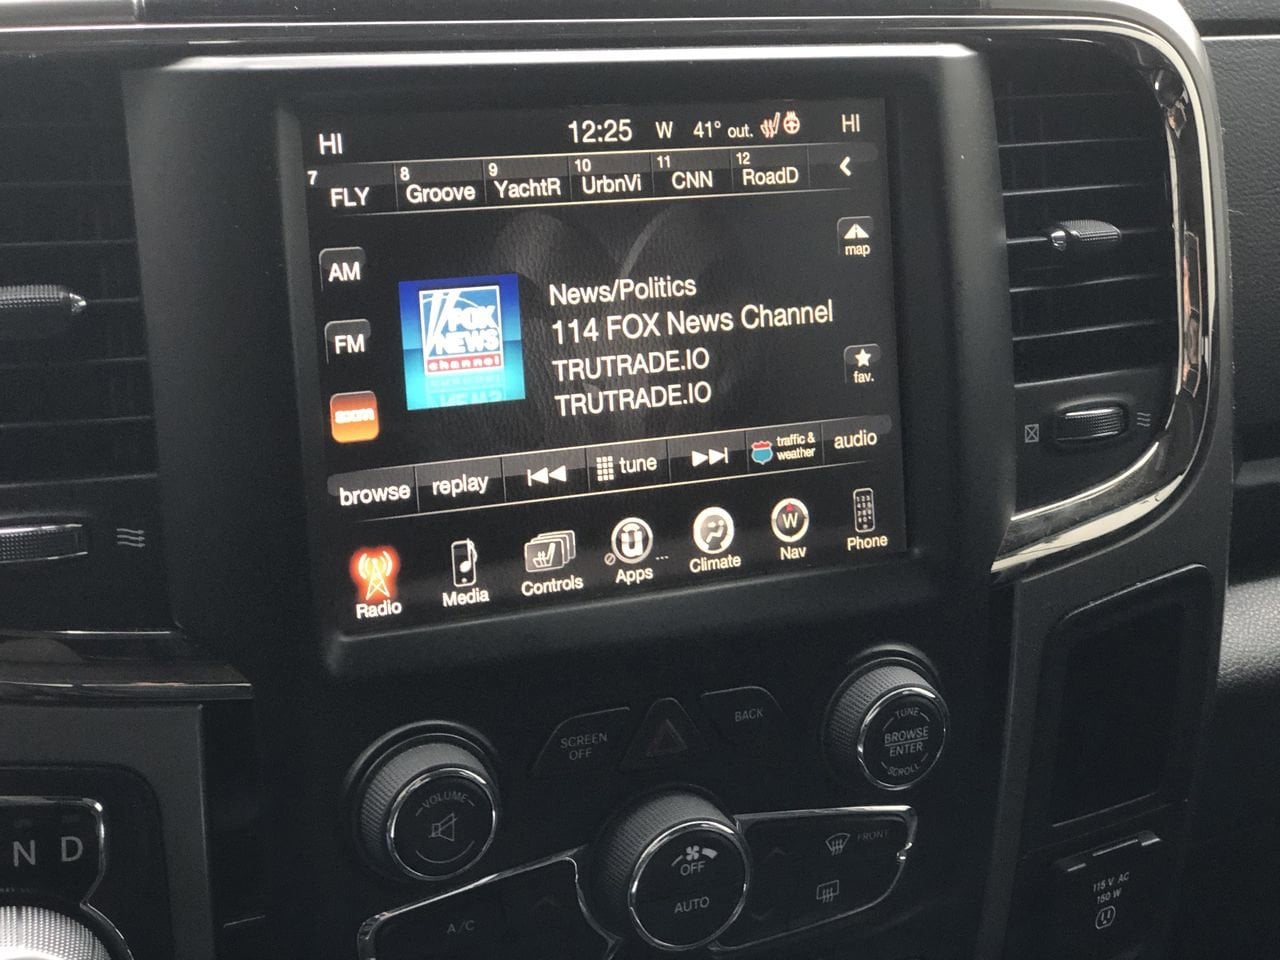 HI 12:25 W 41° out. HI
7 FLY 8 Groove 9 YachtR 10 UrbnVi 11 CNN 12 RoadD
map
AM
FOX
NEWS
channel
News/Politics
114 FOX News Channel
TRUTRADE.IO
TRUTRADE.IO
FM
fav.
sxm
browse replay tune traffic & weather audio
Radio Media Controls Apps ... Climate W Nav Phone
SCREEN
OFF
BACK
TUNE
BROWSE
ENTER
SCROLL
VOLUME
N D
OFF
AUTO
FRONT
A/C
115 V AC
150 W